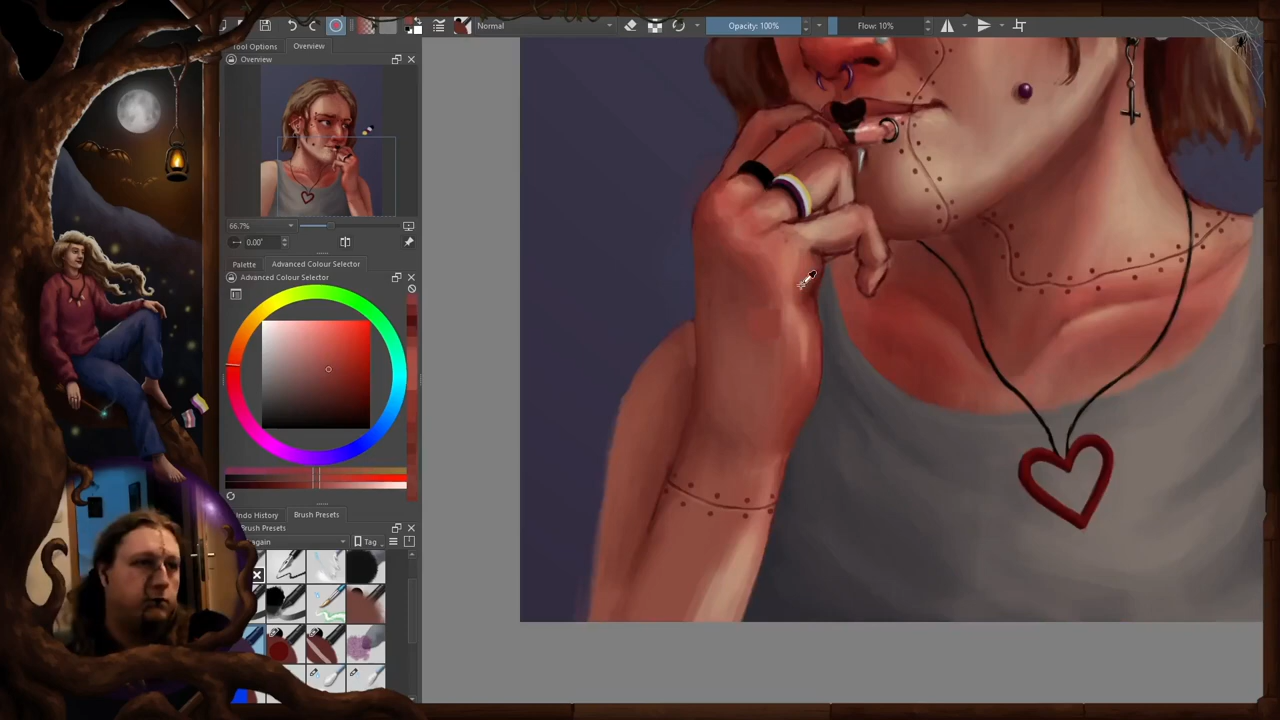 Normal
Opacity: 100%
Flow: 10%
Tool Options
Overview
Overview
66.7%
0.00°
Palette
Advanced Colour Selector
Advanced Colour Selector
Undo History
Brush Presets
Brush Presets
again
Tag